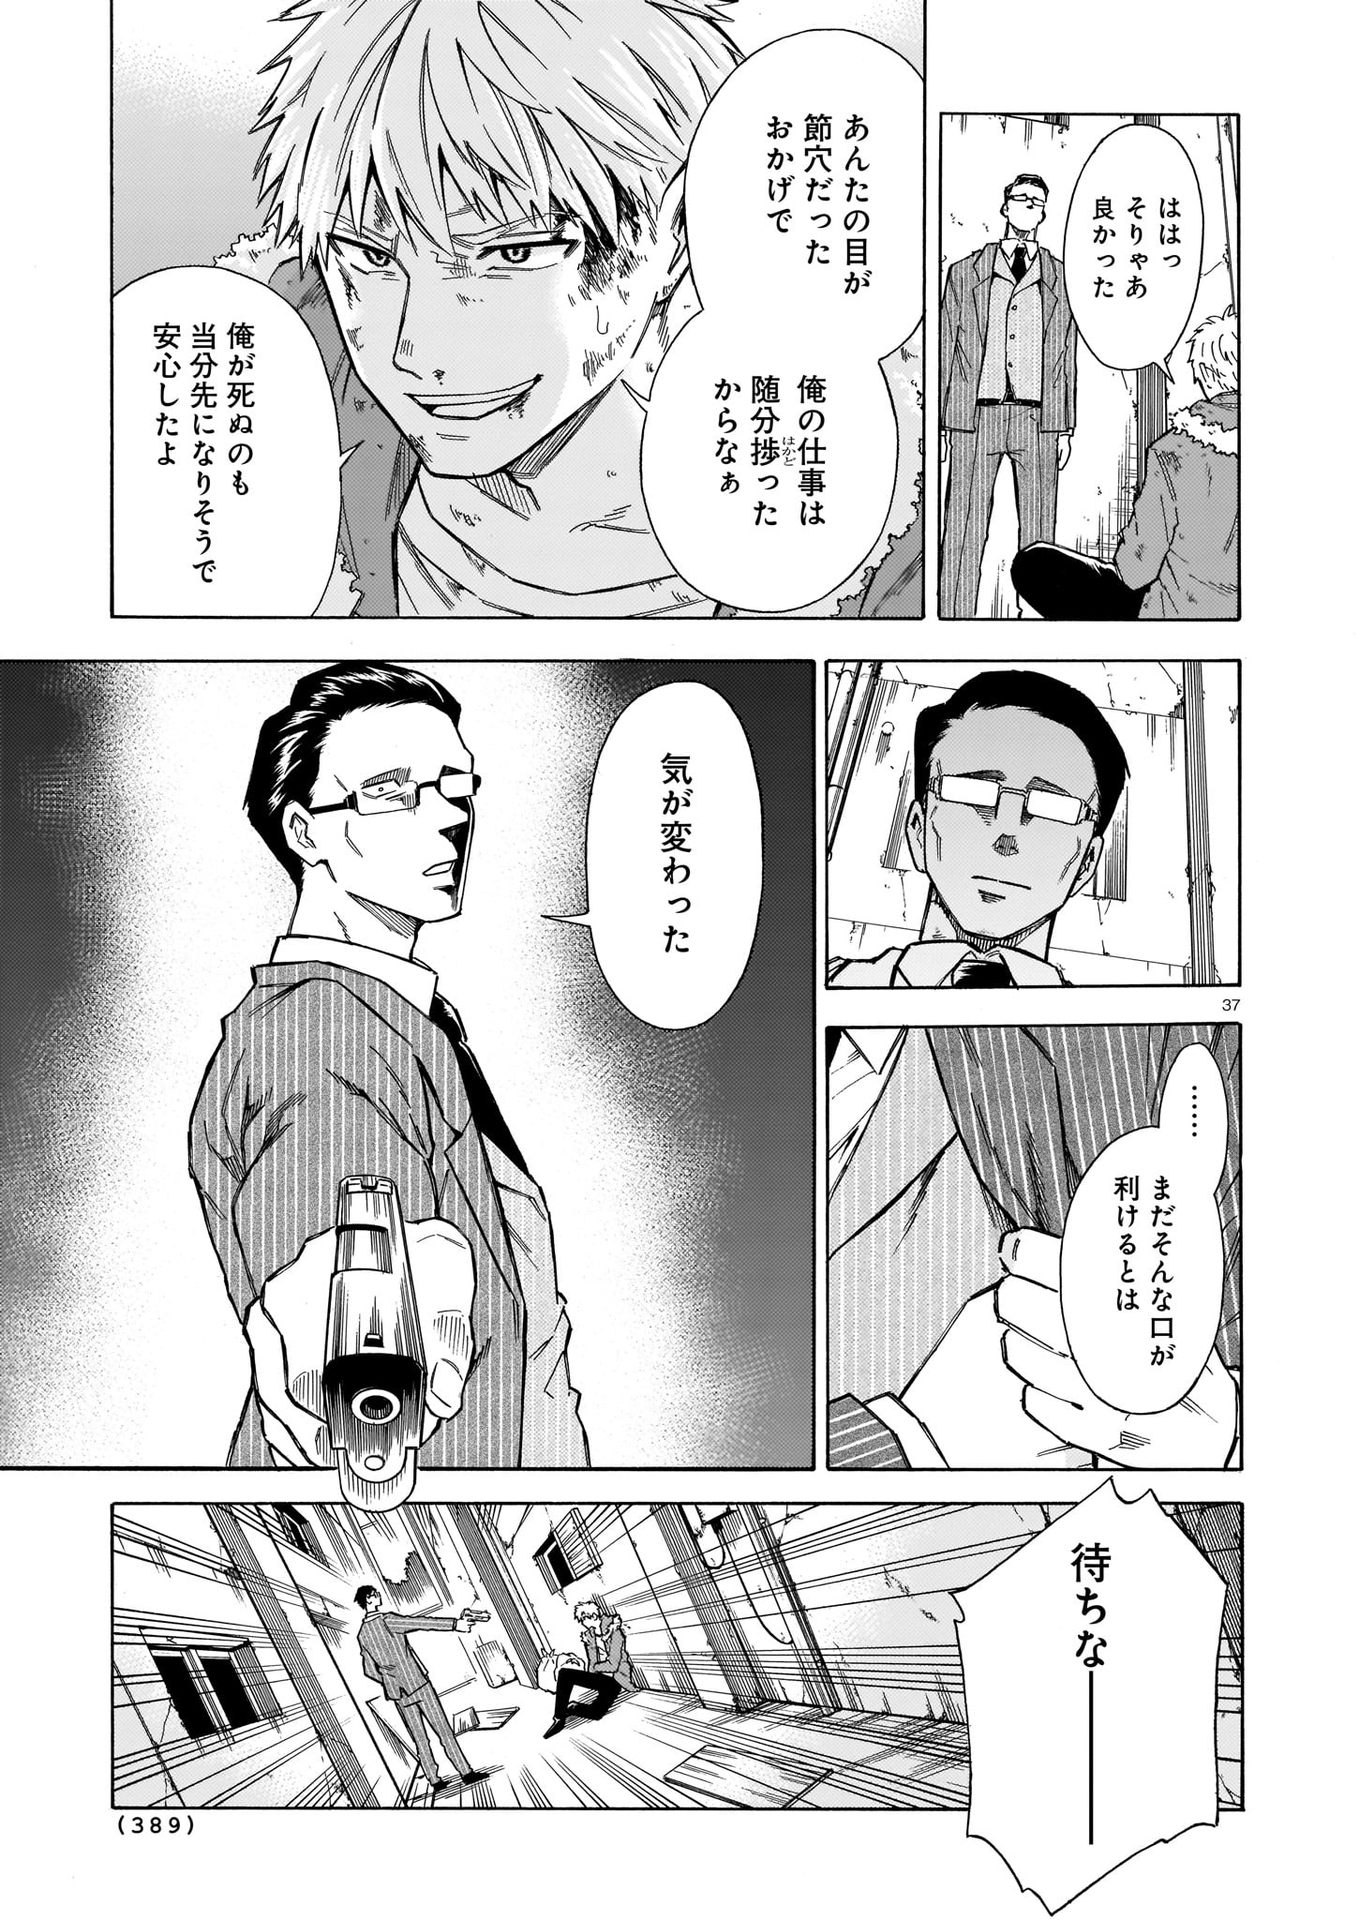 ははっ
そりゃあ
良かった
あんたの目が
節穴だった
おかげで
俺の仕事は
随分捗った
はかど
からなぁ
俺が死ぬのも
当分先になりそうで
安心したよ
37
……
まだそんな口が
利けるとは
気が変わった
待ちな――
(389)